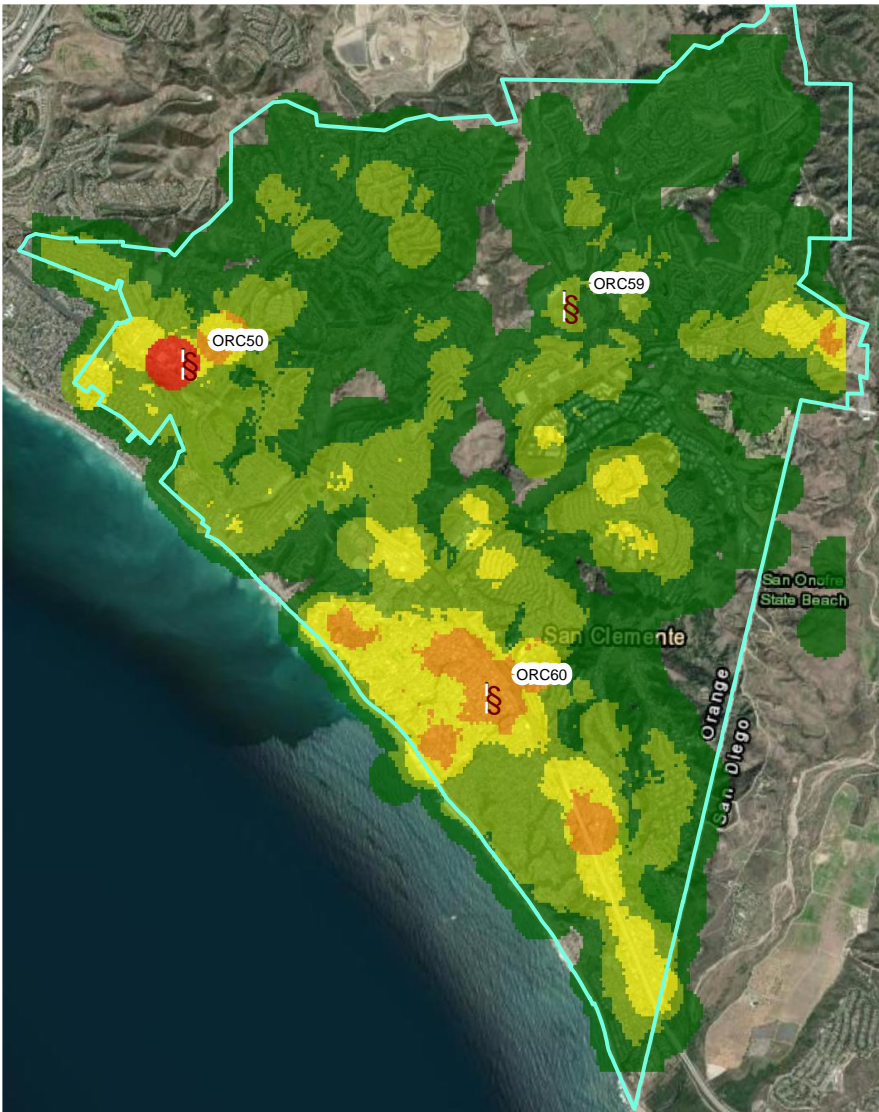 ORC59
§
ORC50
§
San Onofre
State Beach
San Clemente
ORC60
§
Orange
San Diego